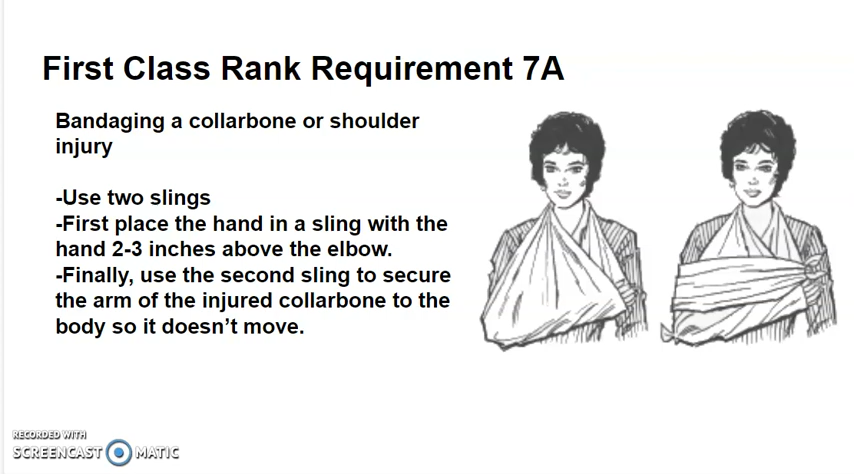 First Class Rank Requirement 7A
Bandaging a collarbone or shoulder
injury
-Use two slings
-First place the hand in a sling with the
hand 2-3 inches above the elbow.
-Finally, use the second sling to secure
the arm of the injured collarbone to the
body so it doesn’t move.
RECORDED WITH
SCREENCAST MATIC